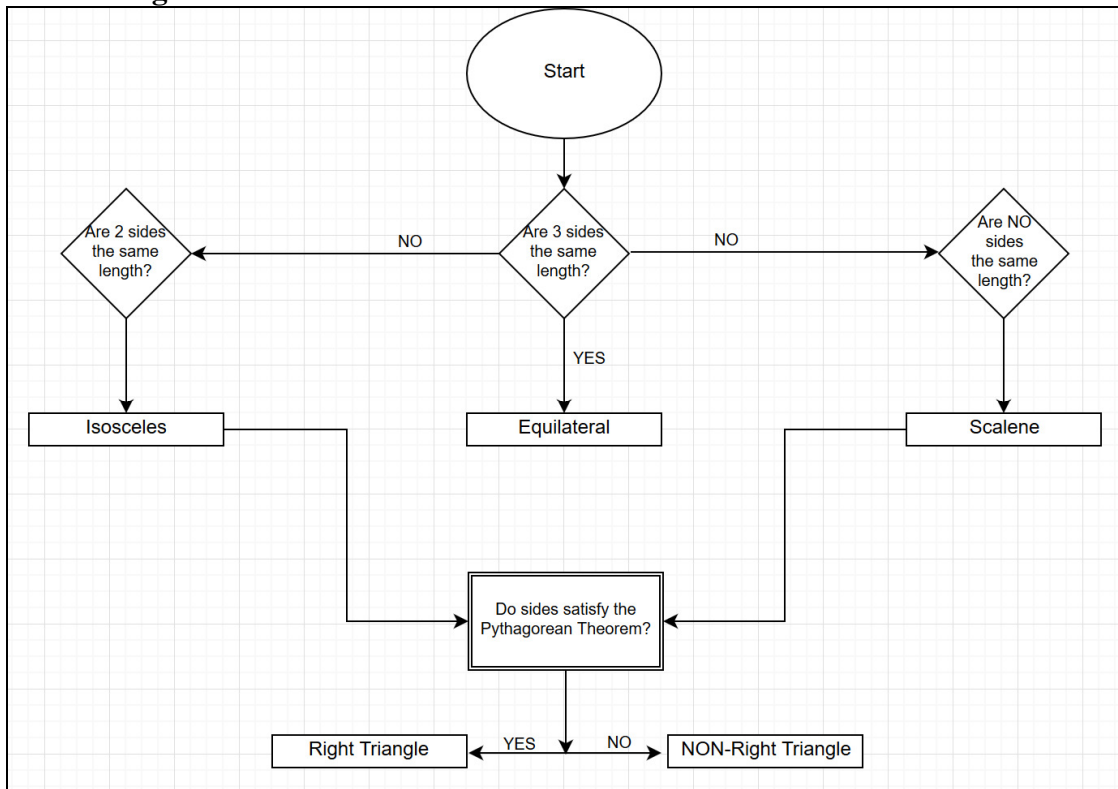 Start
Are 2 sides
the same
length?
NO
Are 3 sides
the same
length?
NO
Are NO
sides
the same
length?
YES
Isosceles
Equilateral
Scalene
Do sides satisfy the
Pythagorean Theorem?
Right Triangle
YES
NO
NON-Right Triangle